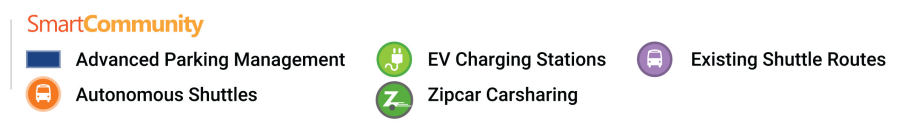 SmartCommunity
Advanced Parking Management
EV Charging Stations
Existing Shuttle Routes
Autonomous Shuttles
Z
Zipcar Carsharing